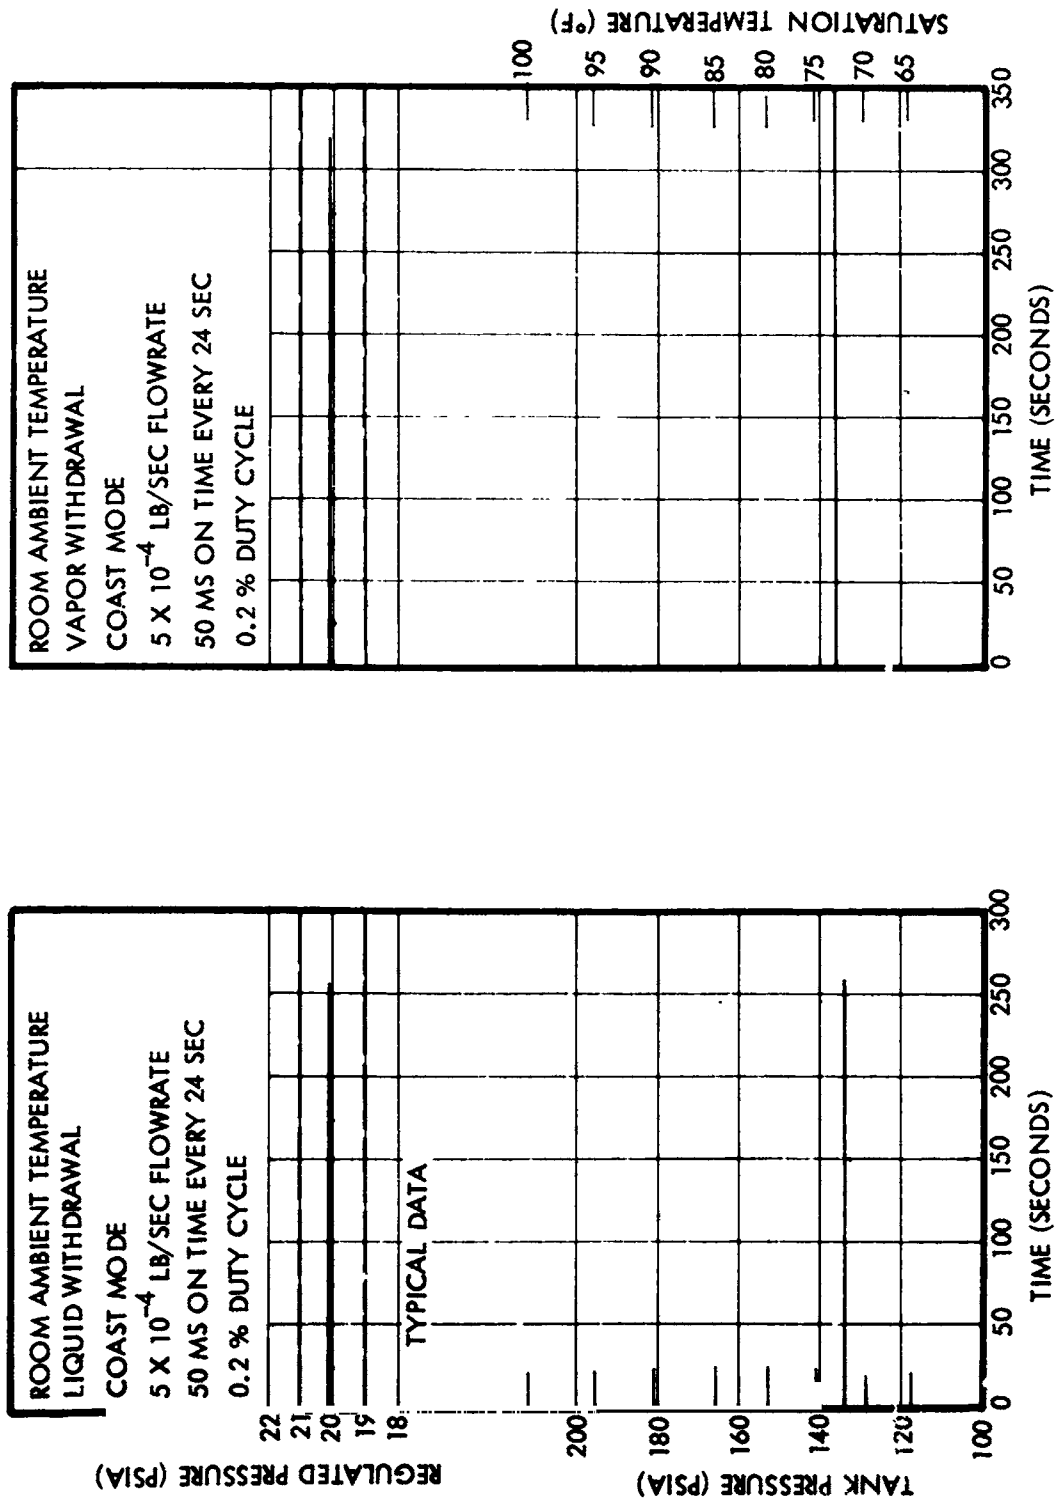 ROOM AMBIENT TEMPERATURE
LIQUID WITHDRAWAL
COAST MODE
5 X 10⁻⁴ LB/SEC FLOWRATE
50 MS ON TIME EVERY 24 SEC
0.2 % DUTY CYCLE
REGULATED PRESSURE (PSIA)
22
21
20
19
18
TYPICAL DATA
TANK PRESSURE (PSIA)
200
180
160
140
120
100
0 50 100 150 200 250 300
TIME (SECONDS)
ROOM AMBIENT TEMPERATURE
VAPOR WITHDRAWAL
COAST MODE
5 X 10⁻⁴ LB/SEC FLOWRATE
50 MS ON TIME EVERY 24 SEC
0.2 % DUTY CYCLE
0 50 100 150 200 250 300 350
TIME (SECONDS)
100
95
90
85
80
75
70
65
SATURATION TEMPERATURE (°F)